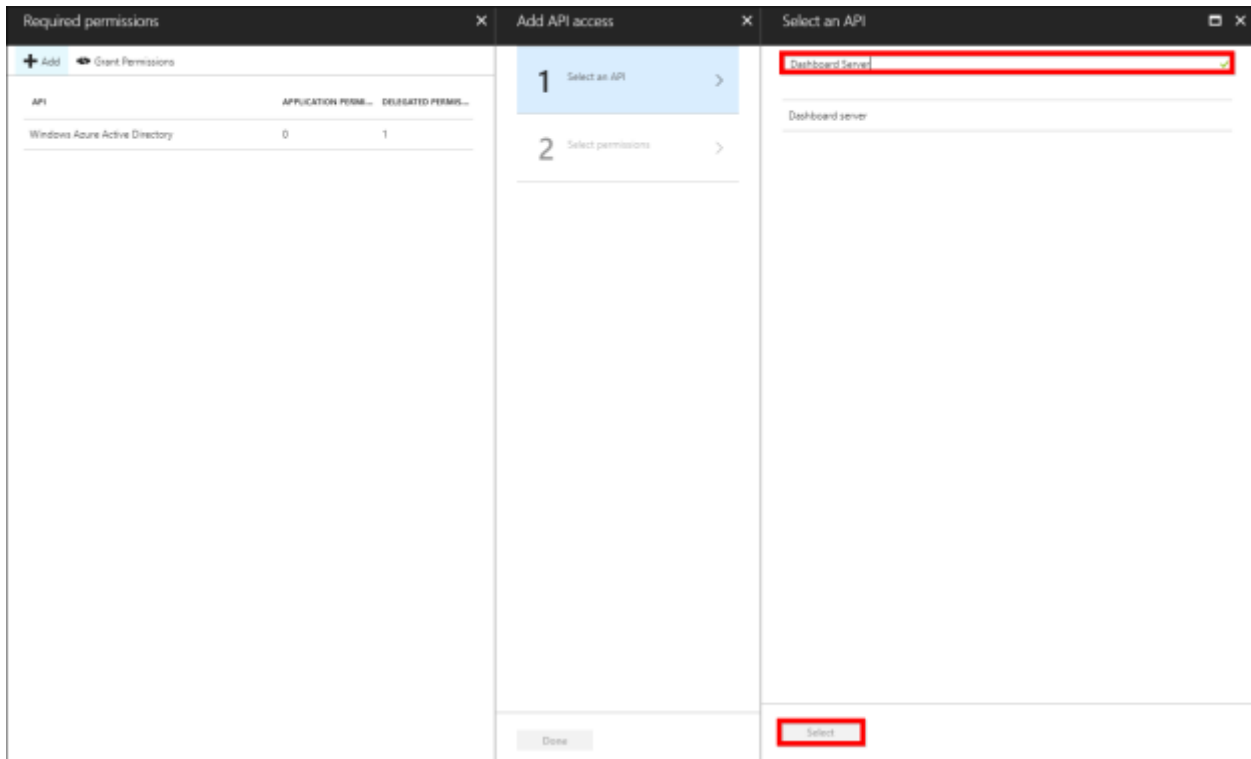 Required permissions
Add Grant Permissions
API APPLICATION PERMI... DELEGATED PERMIS...
Windows Azure Active Directory 0 1
Add API access
1 Select an API
2 Select permissions
Done
Select an API
Dashboard Server
Dashboard server
Select